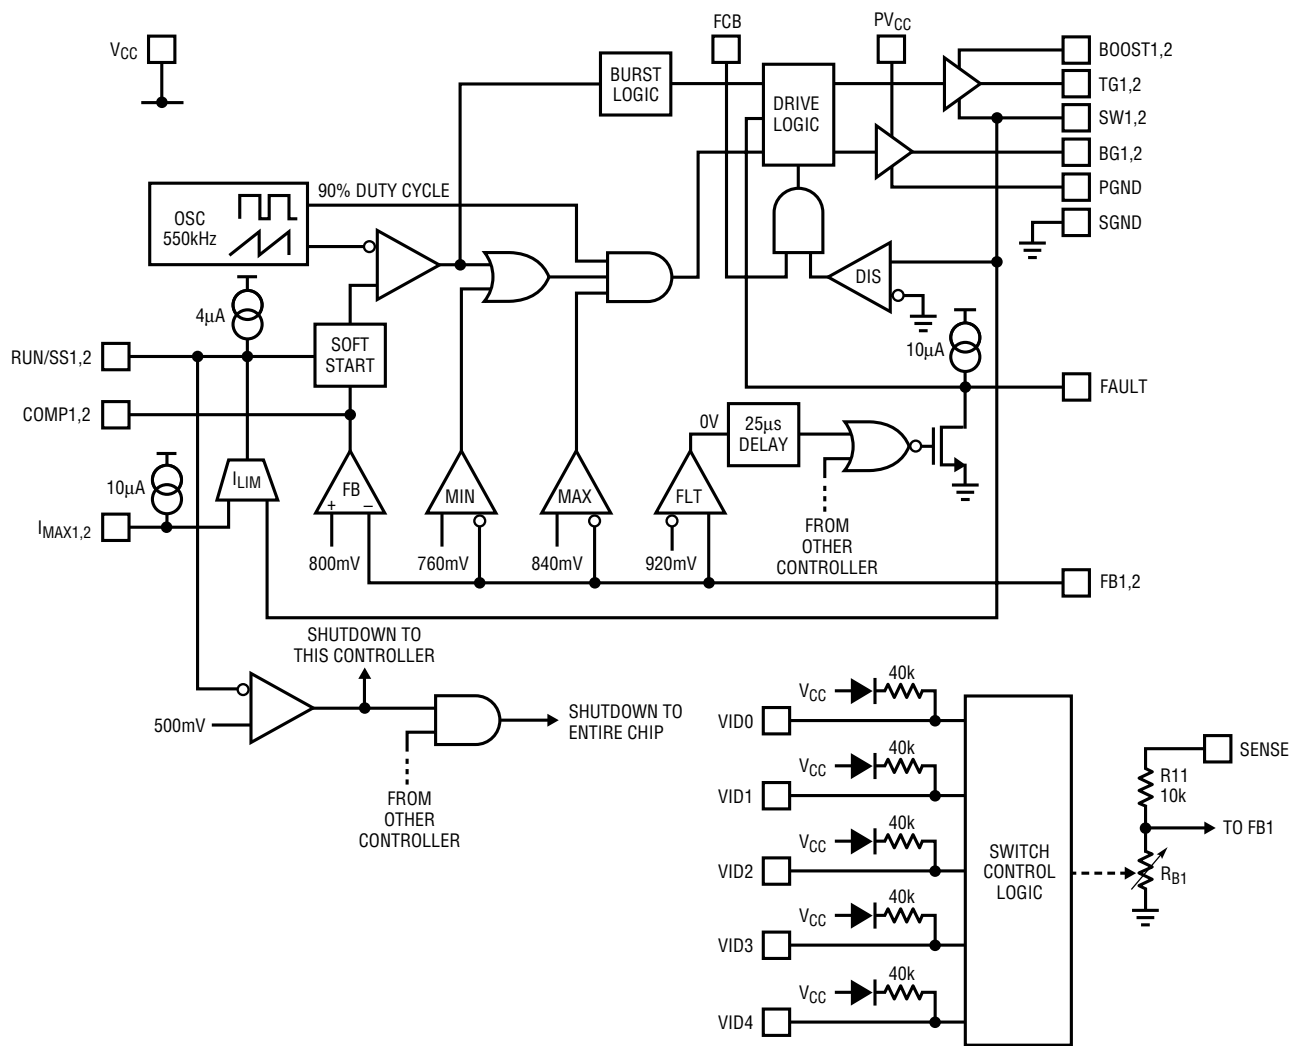 FCB
PVCC
VCC
BOOST1,2
BURST
LOGIC
DRIVE
LOGIC
TG1,2
SW1,2
BG1,2
PGND
SGND
90% DUTY CYCLE
OSC
550kHz
DIS
4µA
10µA
RUN/SS1,2
SOFT
START
FAULT
COMP1,2
0V
25µs
DELAY
10µA
ILIM
FB
+ –
MIN
MAX
FLT
IMAX1,2
FROM
OTHER
CONTROLLER
800mV
760mV
840mV
920mV
FB1,2
SHUTDOWN TO
THIS CONTROLLER
500mV
SHUTDOWN TO
ENTIRE CHIP
FROM
OTHER
CONTROLLER
VCC
40k
VID0
VCC
40k
VID1
VCC
40k
VID2
VCC
40k
VID3
VCC
40k
VID4
SWITCH
CONTROL
LOGIC
SENSE
R11
10k
TO FB1
RB1